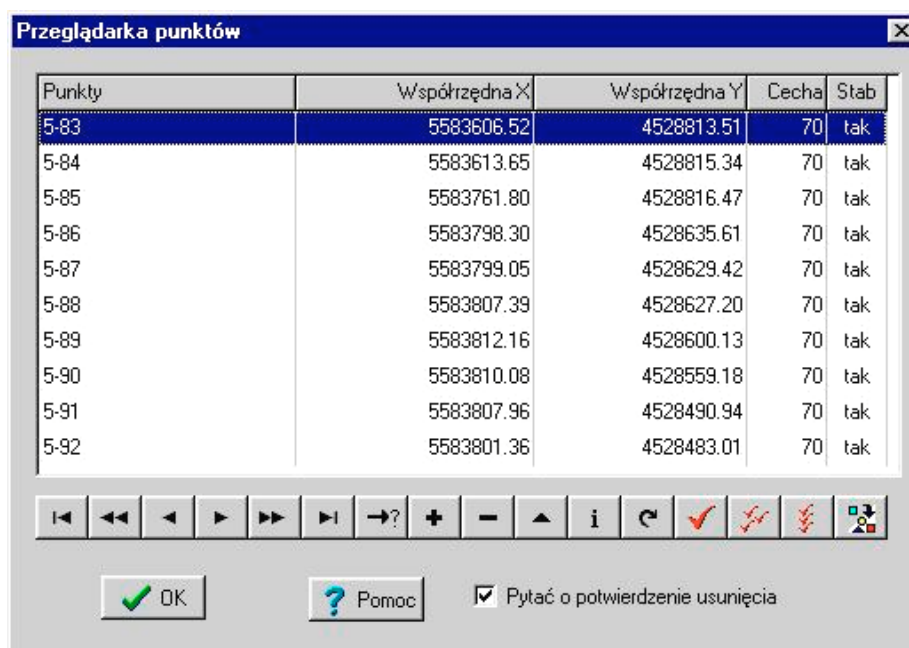 Przeglądarka punktów
Punkty Współrzędna X Współrzędna Y Cecha Stab
5-83 5583606.52 4528813.51 70 tak
5-84 5583613.65 4528815.34 70 tak
5-85 5583761.80 4528816.47 70 tak
5-86 5583798.30 4528635.61 70 tak
5-87 5583799.05 4528629.42 70 tak
5-88 5583807.39 4528627.20 70 tak
5-89 5583812.16 4528600.13 70 tak
5-90 5583810.08 4528559.18 70 tak
5-91 5583807.96 4528490.94 70 tak
5-92 5583801.36 4528483.01 70 tak
? i
OK ? Pomoc Pytać o potwierdzenie usunięcia